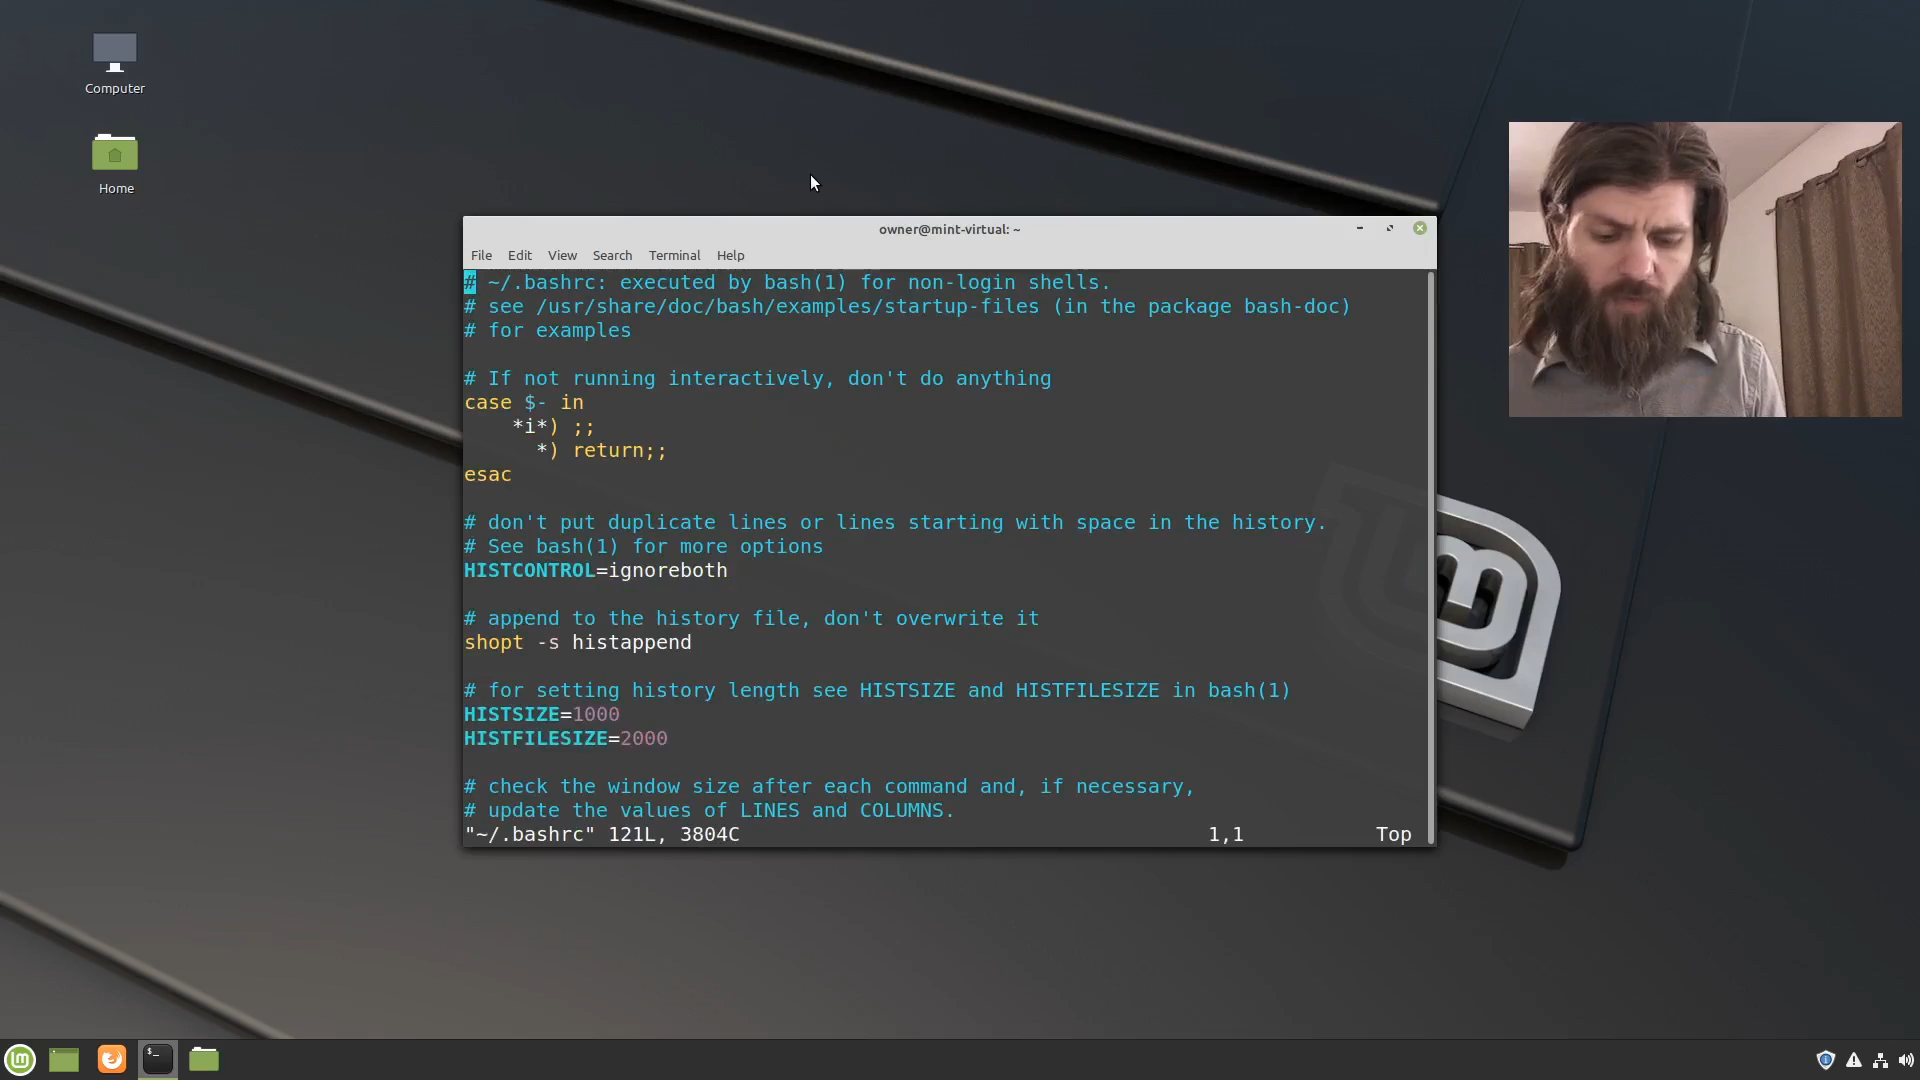 Computer
Home
owner@mint-virtual: ~
File Edit View Search Terminal Help
# ~/.bashrc: executed by bash(1) for non-login shells.
# see /usr/share/doc/bash/examples/startup-files (in the package bash-doc)
# for examples
# If not running interactively, don't do anything
case $- in
    *i*) ;;
      *) return;;
esac
# don't put duplicate lines or lines starting with space in the history.
# See bash(1) for more options
HISTCONTROL=ignoreboth
# append to the history file, don't overwrite it
shopt -s histappend
# for setting history length see HISTSIZE and HISTFILESIZE in bash(1)
HISTSIZE=1000
HISTFILESIZE=2000
# check the window size after each command and, if necessary,
# update the values of LINES and COLUMNS.
"~/.bashrc" 121L, 3804C 1,1 Top